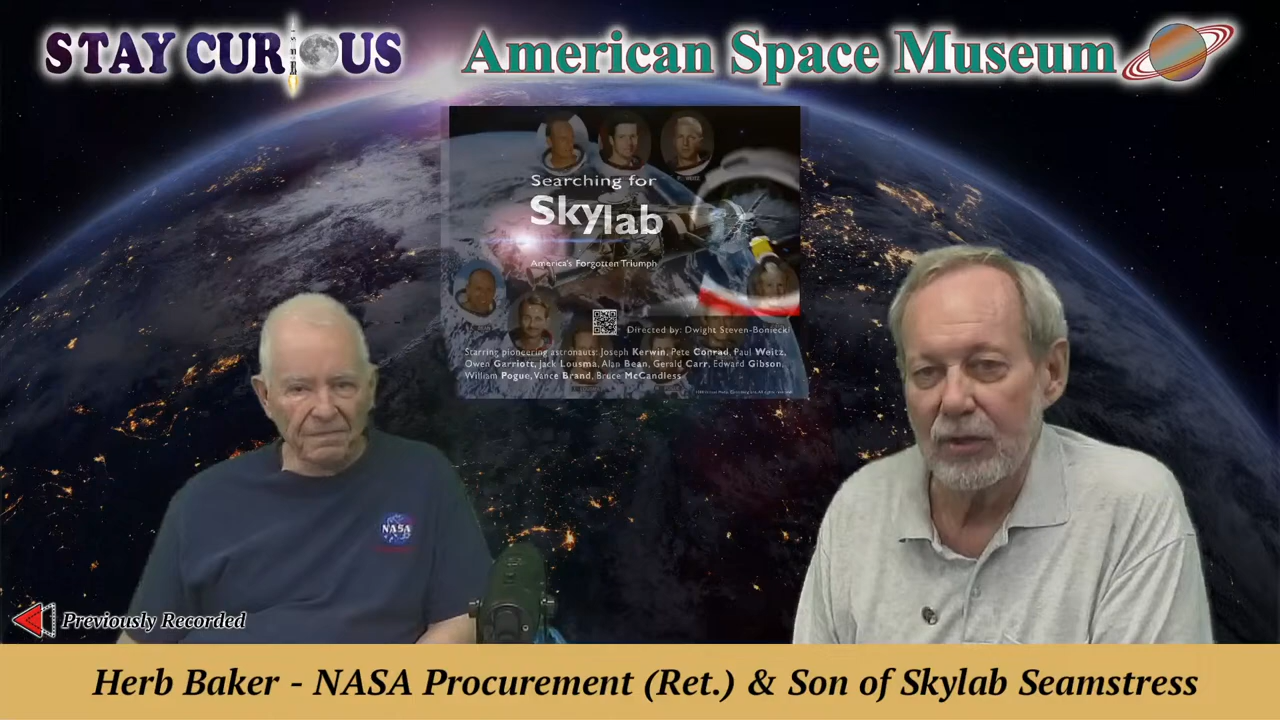 STAY CURIOUS
American Space Museum
Searching for
Skylab
America's Forgotten Triumph
Directed by: Dwight Steven-Boniecki
Starring pioneering astronauts: Joseph Kerwin, Pete Conrad, Paul Weitz,
Owen Garriott, Jack Lousma, Alan Bean, Gerald Carr, Edward Gibson,
William Pogue, Vance Brand, Bruce McCandless
NASA
Previously Recorded
Herb Baker - NASA Procurement (Ret.) & Son of Skylab Seamstress